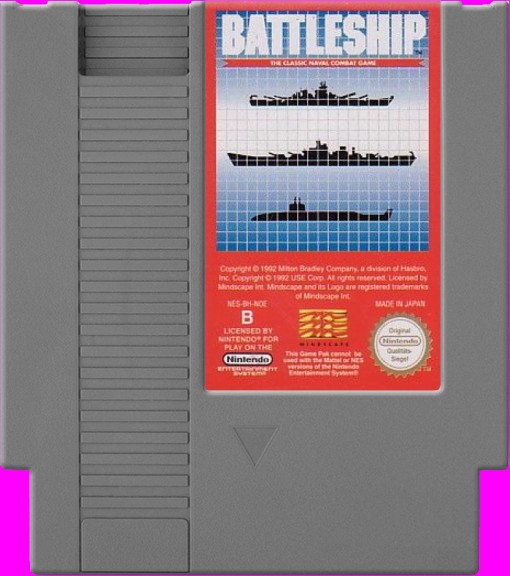 BATTLESHIP™
THE CLASSIC NAVAL COMBAT GAME
Copyright © 1992 Milton Bradley Company, a division of Hasbro,
Inc. Copyright © 1992 USE Corp. All rights reserved. Licensed by
Mindscape Int. Mindscape and its Logo are registered trademarks
of Mindscape Int.
NES-BH-NOE
MADE IN JAPAN
B
LICENSED BY
NINTENDO® FOR
PLAY ON THE
Nintendo
ENTERTAINMENT
SYSTEM®
MINDSCAPE
This Game Pak cannot be
used with the Mattel or NES
versions of the Nintendo
Entertainment System®
Original
Nintendo
Qualitäts-
Siegel